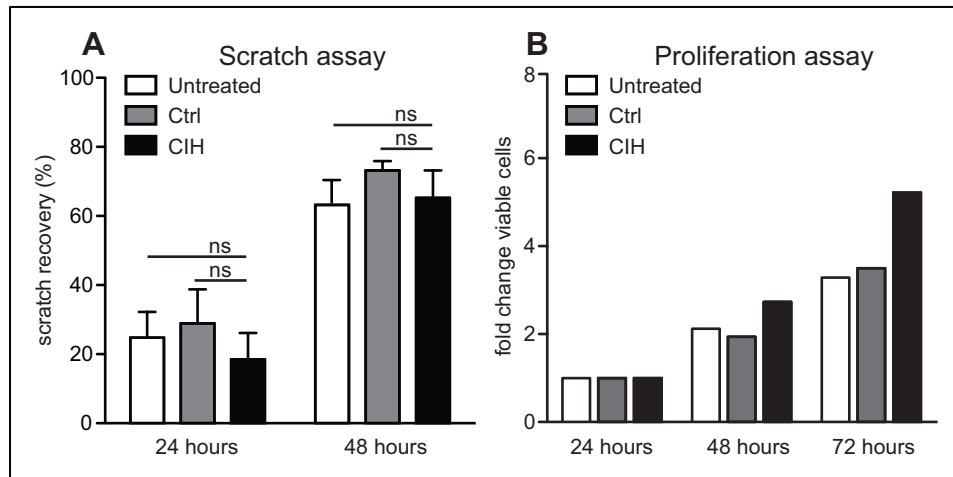 A
Scratch assay
scratch recovery (%)
100
80
60
40
20
0
Untreated
Ctrl
CIH
ns
ns
ns
ns
24 hours
48 hours
B
Proliferation assay
fold change viable cells
8
6
4
2
0
Untreated
Ctrl
CIH
24 hours
48 hours
72 hours